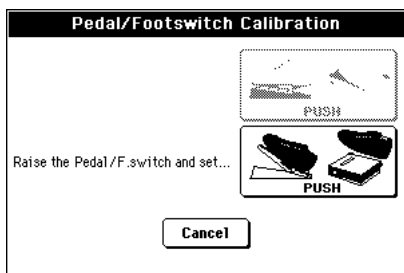 Pedal/Footswitch Calibration
PUSH
Raise the Pedal/F.switch and set...
PUSH
Cancel